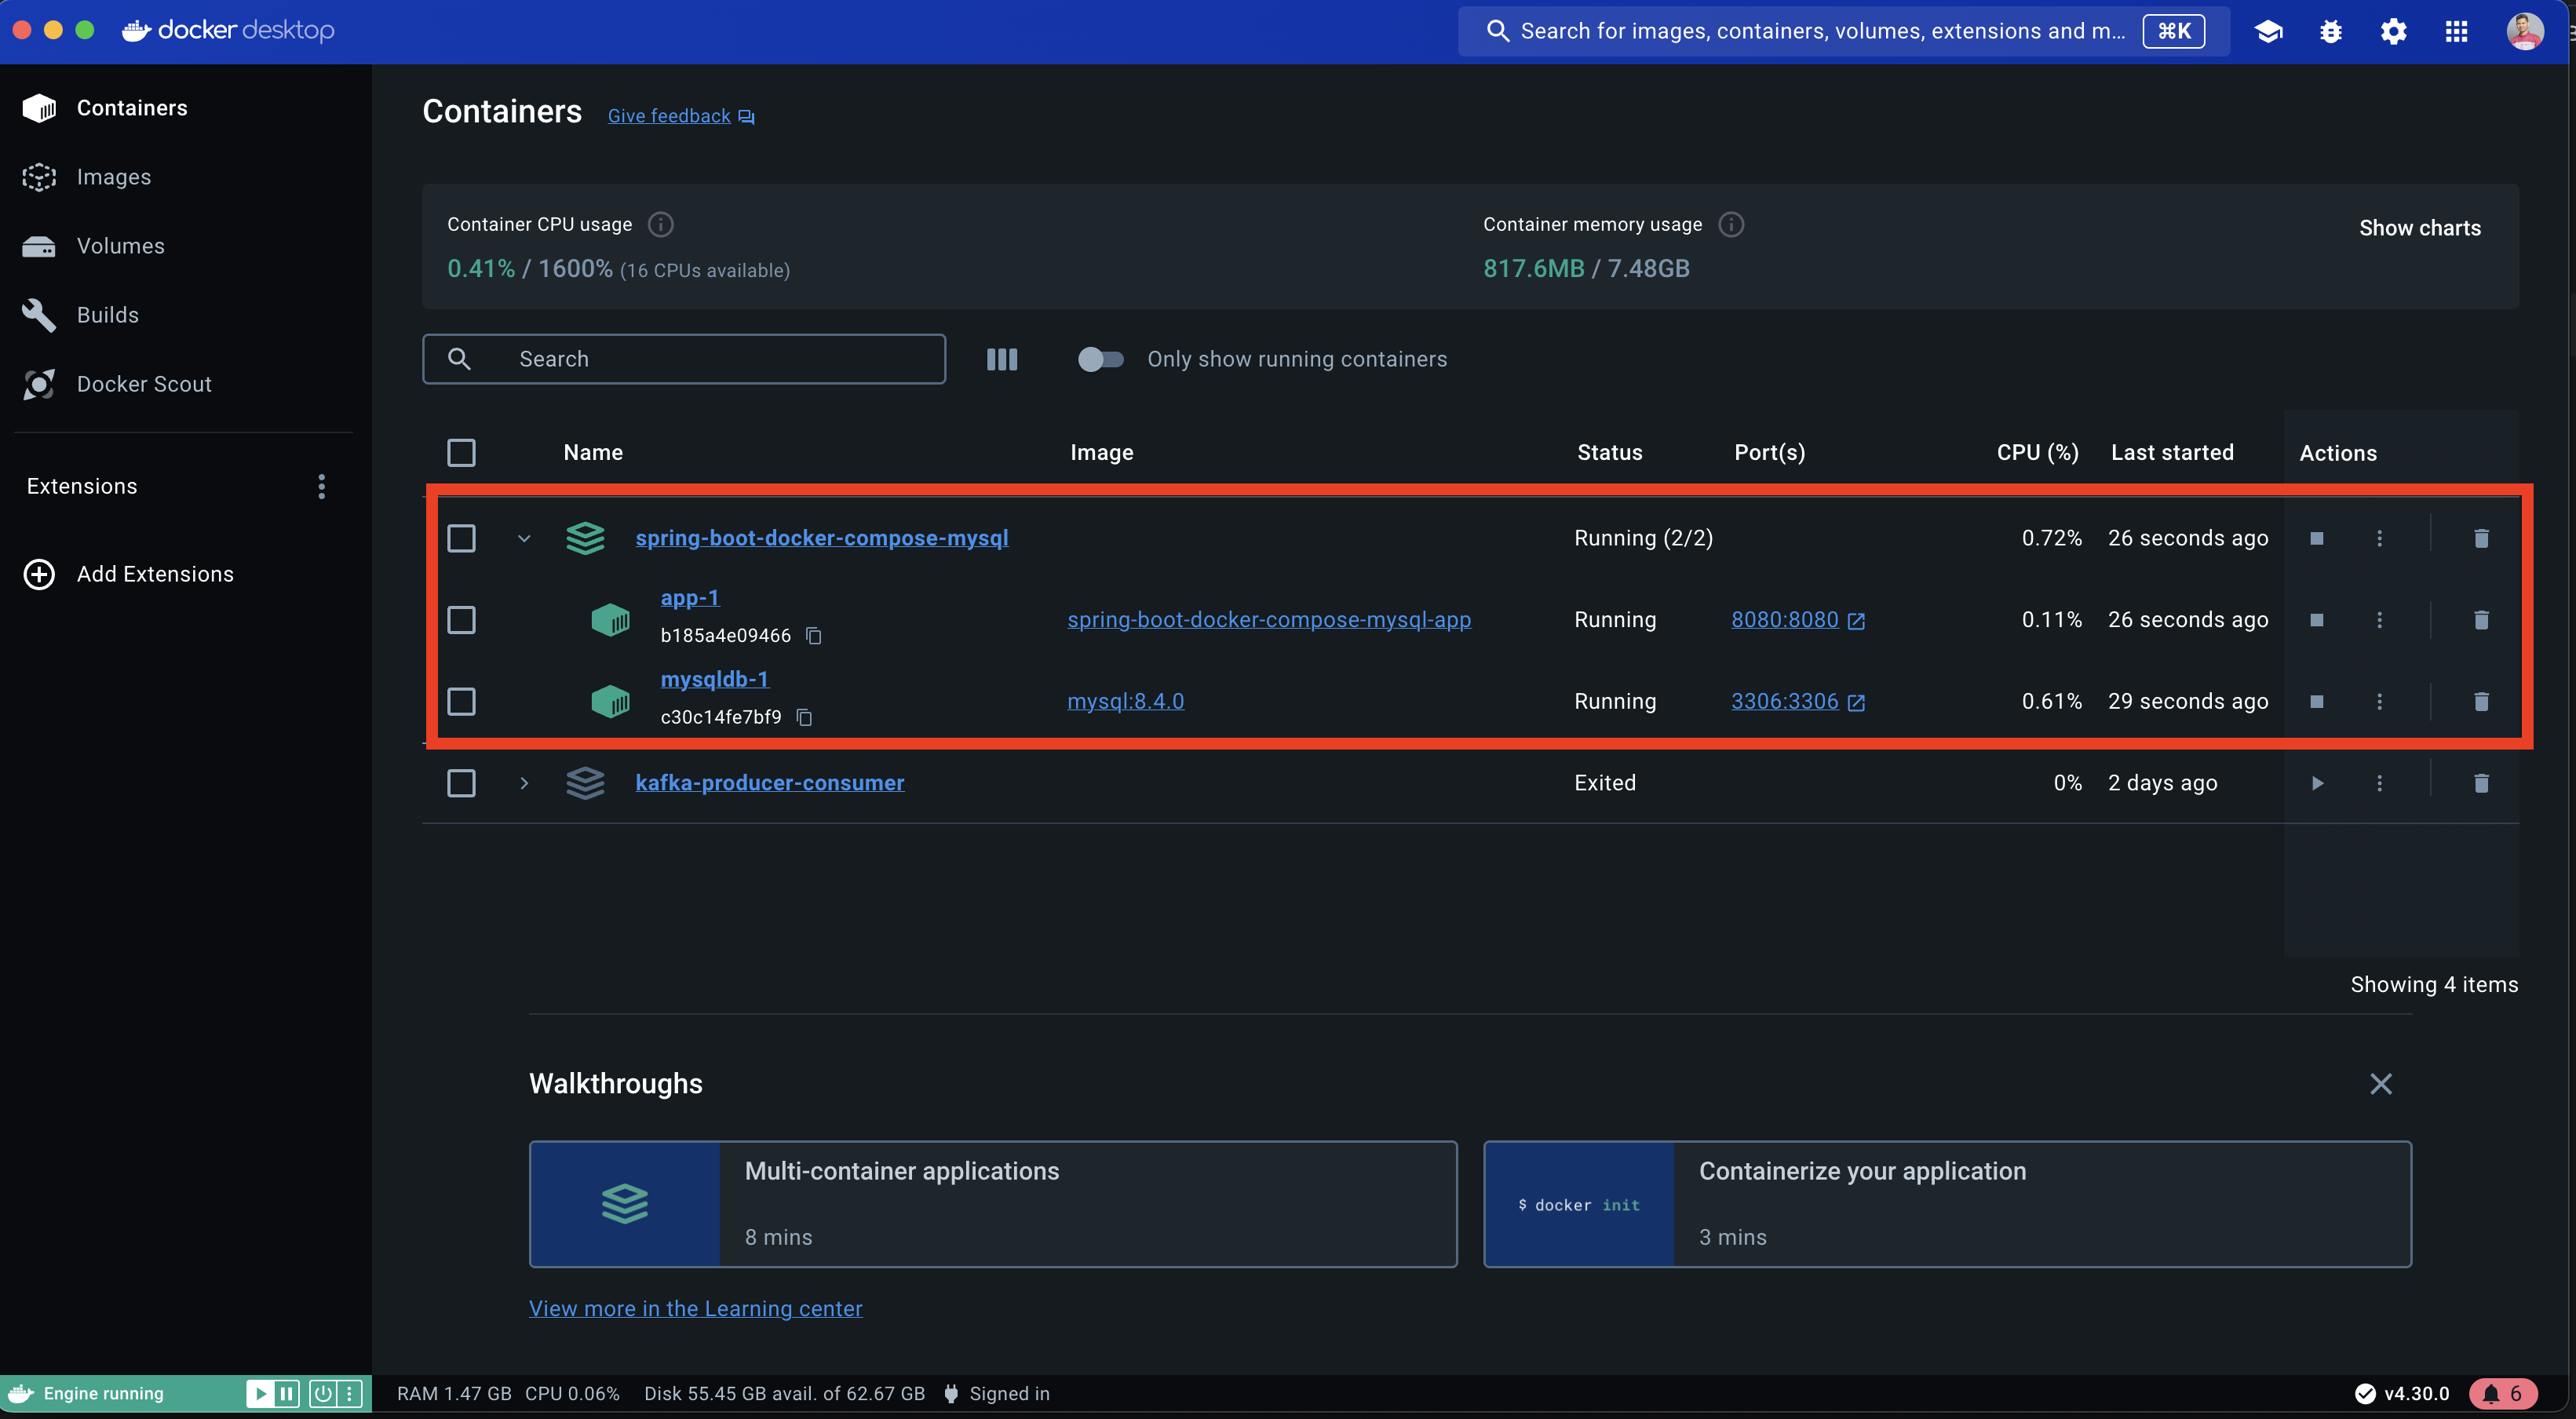 docker desktop
Search for images, containers, volumes, extensions and m... ⌘K
Containers
Images
Volumes
Builds
Docker Scout
Extensions
Add Extensions
Containers Give feedback
Container CPU usage
0.41% / 1600% (16 CPUs available)
Container memory usage
817.6MB / 7.48GB
Show charts
Search
Only show running containers
Name Image Status Port(s) CPU (%) Last started Actions
spring-boot-docker-compose-mysql Running (2/2) 0.72% 26 seconds ago
app-1
b185a4e09466
spring-boot-docker-compose-mysql-app Running 8080:8080 0.11% 26 seconds ago
mysqldb-1
c30c14fe7bf9
mysql:8.4.0 Running 3306:3306 0.61% 29 seconds ago
kafka-producer-consumer Exited 0% 2 days ago
Showing 4 items
Walkthroughs
Multi-container applications
8 mins
$ docker init
Containerize your application
3 mins
View more in the Learning center
Engine running
RAM 1.47 GB CPU 0.06% Disk 55.45 GB avail. of 62.67 GB Signed in
v4.30.0
6